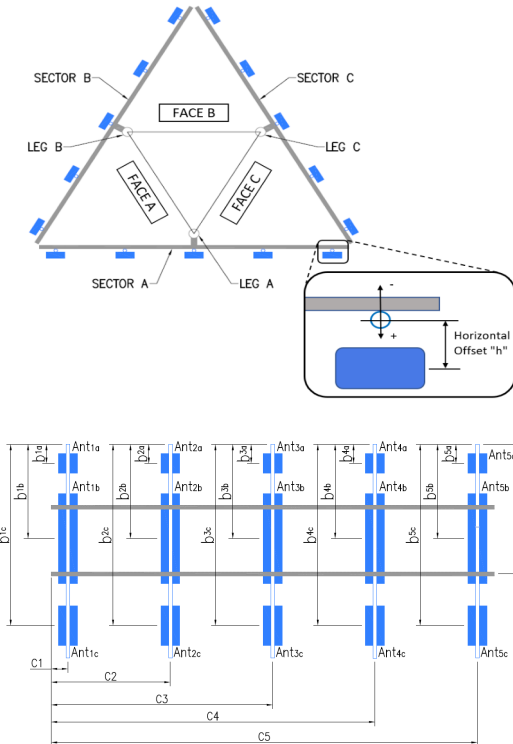 SECTOR B
SECTOR C
FACE B
LEG B
LEG C
FACE A
FACE C
SECTOR A
LEG A
-
+
Horizontal
Offset "h"
b1a
Ant1a
b2a
Ant2a
b3a
Ant3a
b4a
Ant4a
b5a
b1b
Ant1b
b2b
Ant2b
b3b
Ant3b
b4b
Ant4b
b5b
Ant5b
b1c
b2c
b3c
b4c
b5c
Ant1c
Ant2c
Ant3c
Ant4c
Ant5c
C1
C2
C3
C4
C5